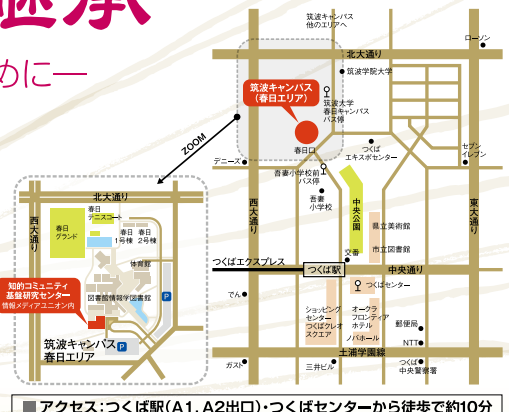 継承
めに―
筑波キャンパス
他のエリアへ
ローソン
北大通り
筑波学院大学
筑波キャンパス
（春日エリア）
筑波大学
春日キャンパス
バス停
ZOOM
春日口
つくば
エキスポセンター
セブン
イレブン
デニーズ
吾妻小学校前
バス停
吾妻
小学校
西大通り
中央公園
東大通り
県立美術館
市立図書館
交番
つくばエクスプレス
つくば駅
中央通り
つくばセンター
でん
ショッピング
センター
つくばクレオ
スクエア
オークラ
フロンティア
ホテル
ノバホール
郵便局
NTT
土浦学園線
ガスト
三井ビル
つくば
中央警察署
北大通り
西大通り
春日
テニスコート
春日
グランド
春日
1号棟
春日
2号棟
体育館
知的コミュニティ
基盤研究センター
情報メディアユニオン内
図書館情報学図書館
P
筑波キャンパス
春日エリア
P
■アクセス：つくば駅（A1、A2出口）・つくばセンターから徒歩で約10分